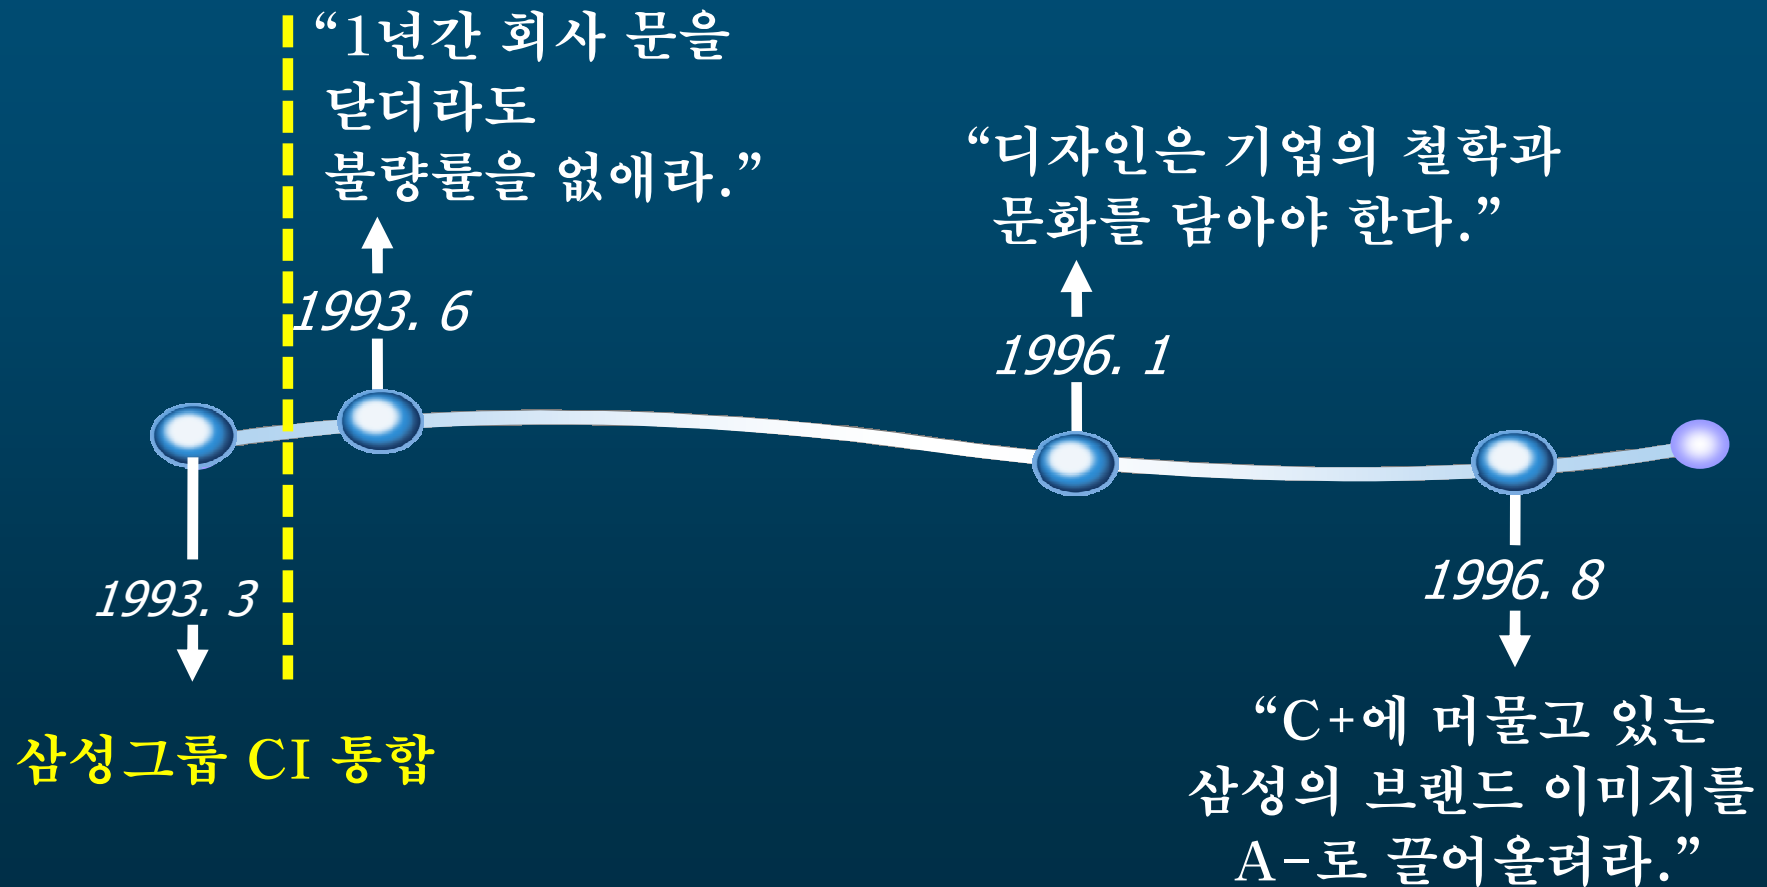 “1년간 회사 문을
닫더라도
불량률을 없애라.”
“디자인은 기업의 철학과
문화를 담아야 한다.”
1993. 6
1996. 1
1993. 3
1996. 8
삼성그룹 CI 통합
“C+에 머물고 있는
삼성의 브랜드 이미지를
A-로 끌어올려라.”